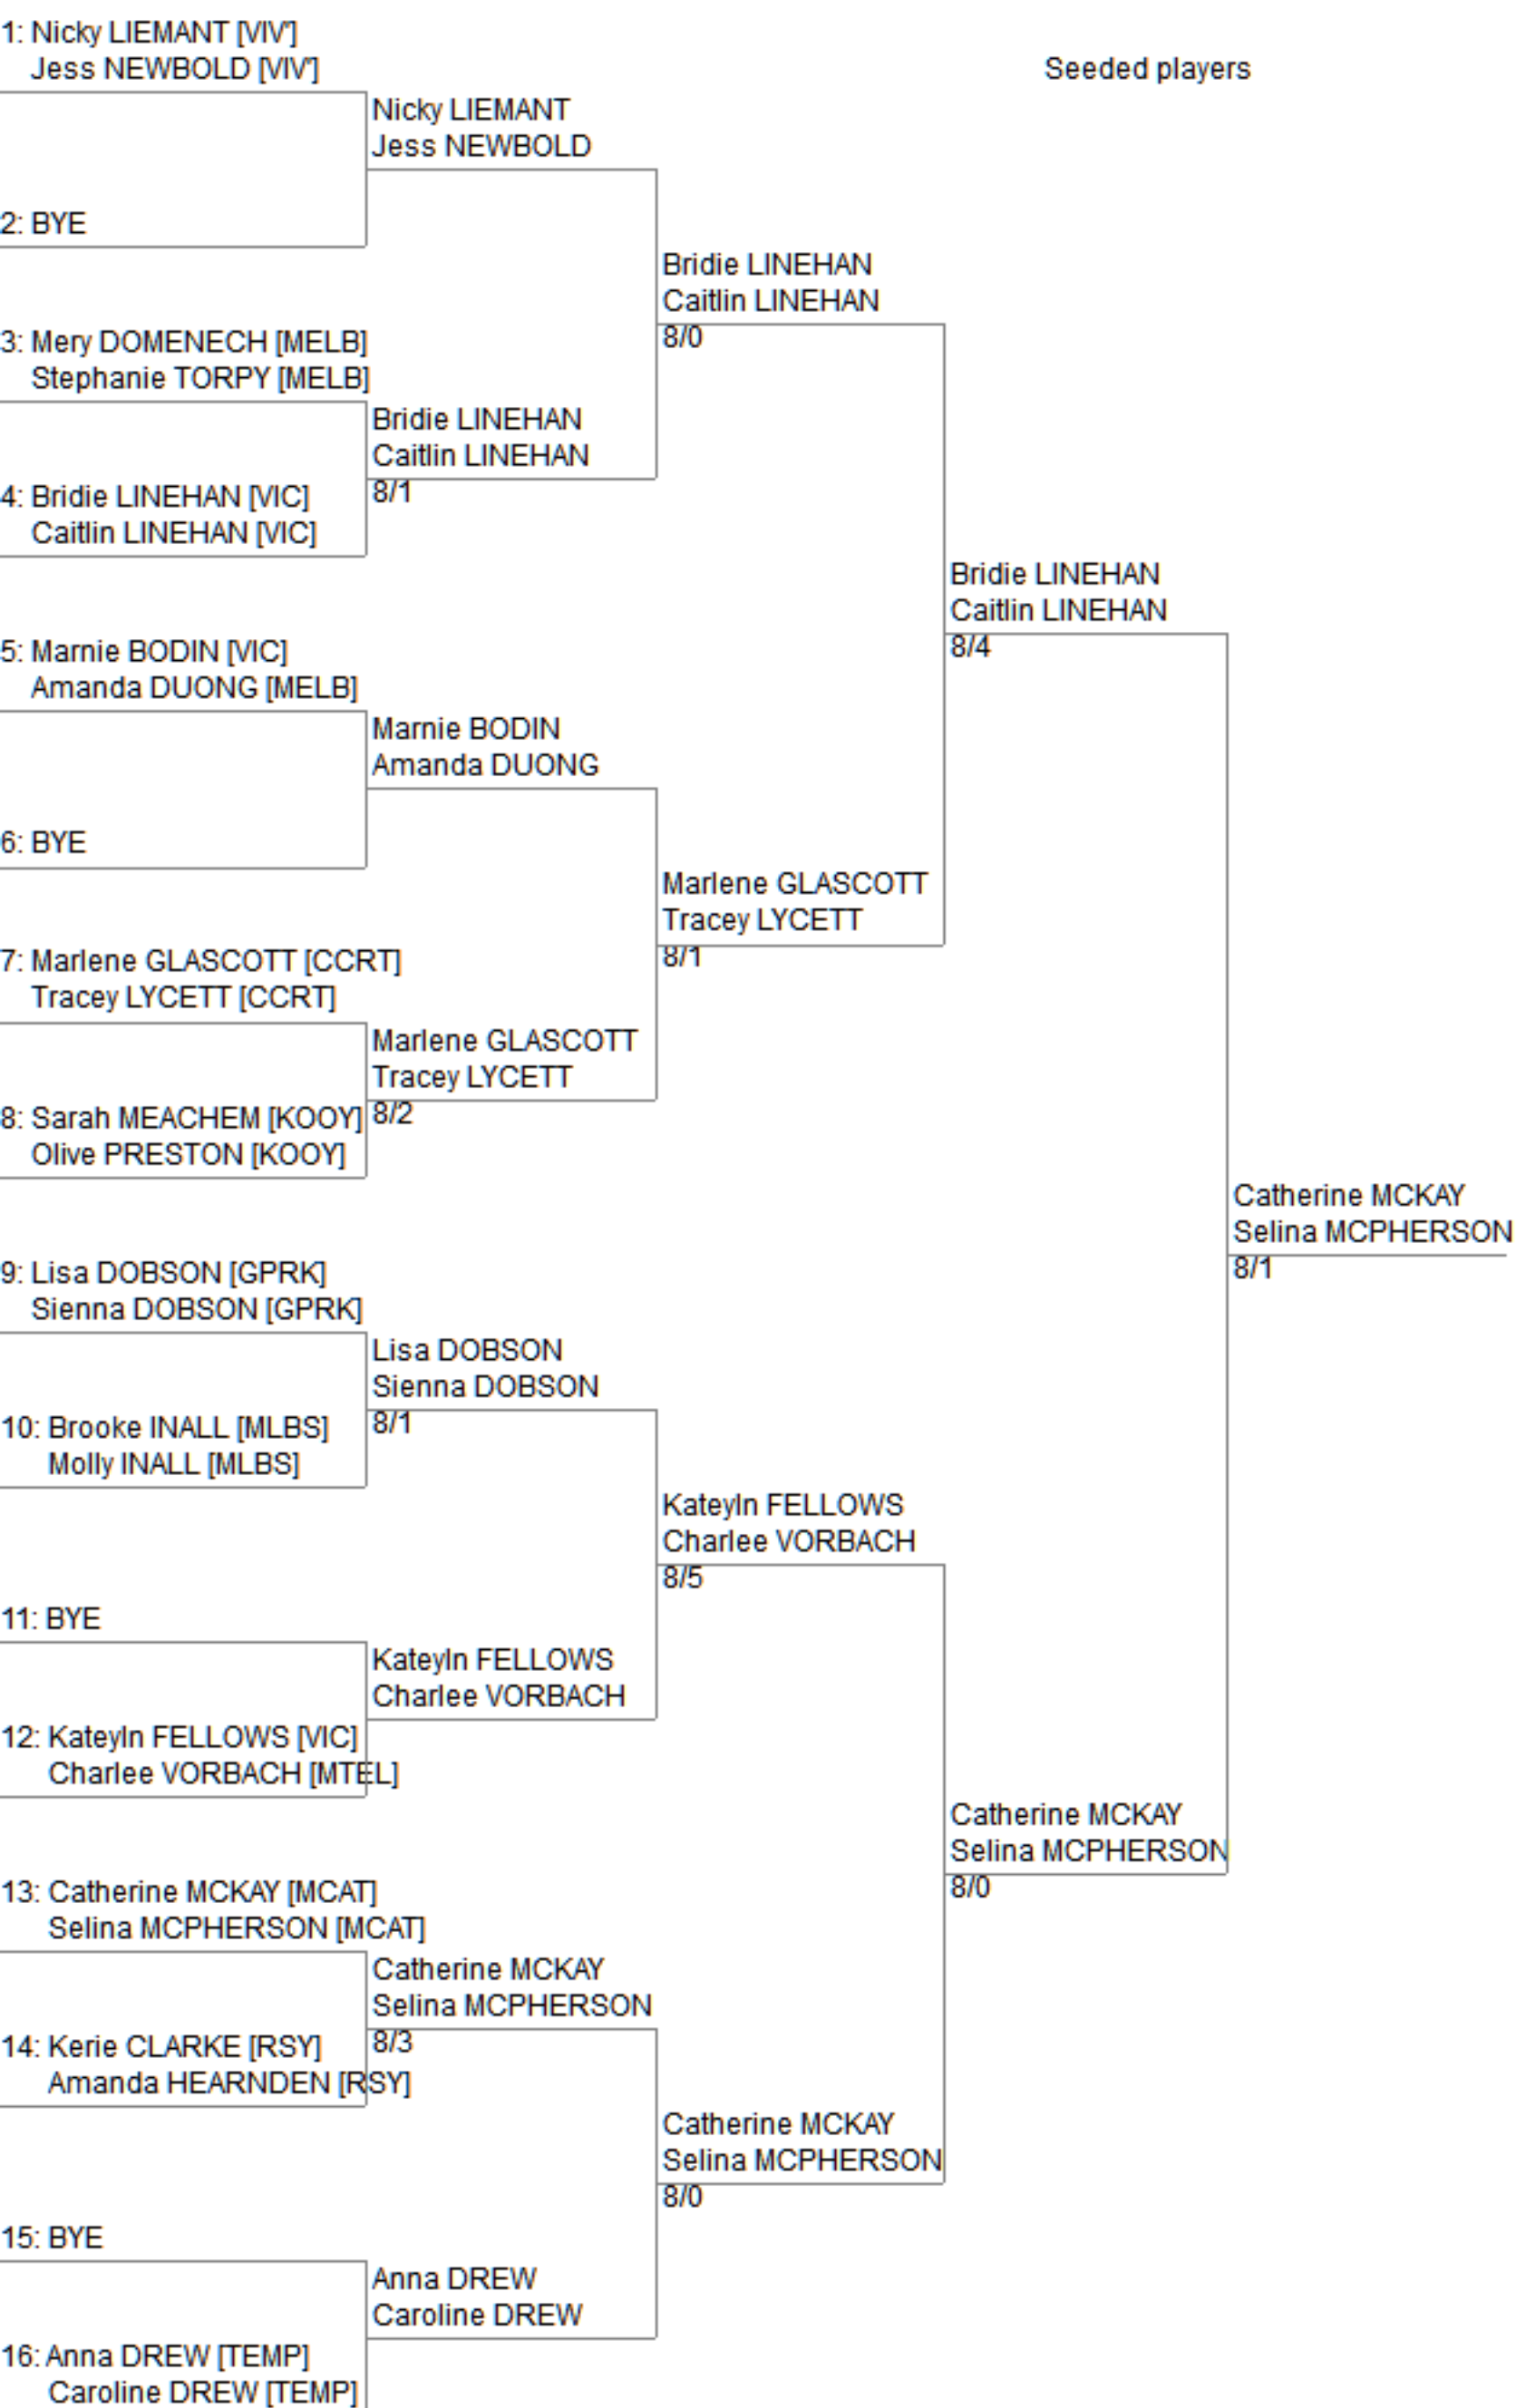 1: Nicky LIEMANT [VIV']
Jess NEWBOLD [VIV']
Seeded players
Nicky LIEMANT
Jess NEWBOLD
2: BYE
Bridie LINEHAN
Caitlin LINEHAN
8/0
3: Mery DOMENECH [MELB]
Stephanie TORPY [MELB]
Bridie LINEHAN
Caitlin LINEHAN
8/1
4: Bridie LINEHAN [VIC]
Caitlin LINEHAN [VIC]
Bridie LINEHAN
Caitlin LINEHAN
8/4
5: Marnie BODIN [VIC]
Amanda DUONG [MELB]
Marnie BODIN
Amanda DUONG
6: BYE
Marlene GLASCOTT
Tracey LYCETT
8/1
7: Marlene GLASCOTT [CCRT]
Tracey LYCETT [CCRT]
Marlene GLASCOTT
Tracey LYCETT
8/2
8: Sarah MEACHEM [KOOY]
Olive PRESTON [KOOY]
Catherine MCKAY
Selina MCPHERSON
8/1
9: Lisa DOBSON [GPRK]
Sienna DOBSON [GPRK]
Lisa DOBSON
Sienna DOBSON
8/1
10: Brooke INALL [MLBS]
Molly INALL [MLBS]
Kateyln FELLOWS
Charlee VORBACH
8/5
11: BYE
Kateyln FELLOWS
Charlee VORBACH
12: Kateyln FELLOWS [VIC]
Charlee VORBACH [MTEL]
Catherine MCKAY
Selina MCPHERSON
8/0
13: Catherine MCKAY [MCAT]
Selina MCPHERSON [MCAT]
Catherine MCKAY
Selina MCPHERSON
8/3
14: Kerie CLARKE [RSY]
Amanda HEARNDEN [RSY]
Catherine MCKAY
Selina MCPHERSON
8/0
15: BYE
Anna DREW
Caroline DREW
16: Anna DREW [TEMP]
Caroline DREW [TEMP]